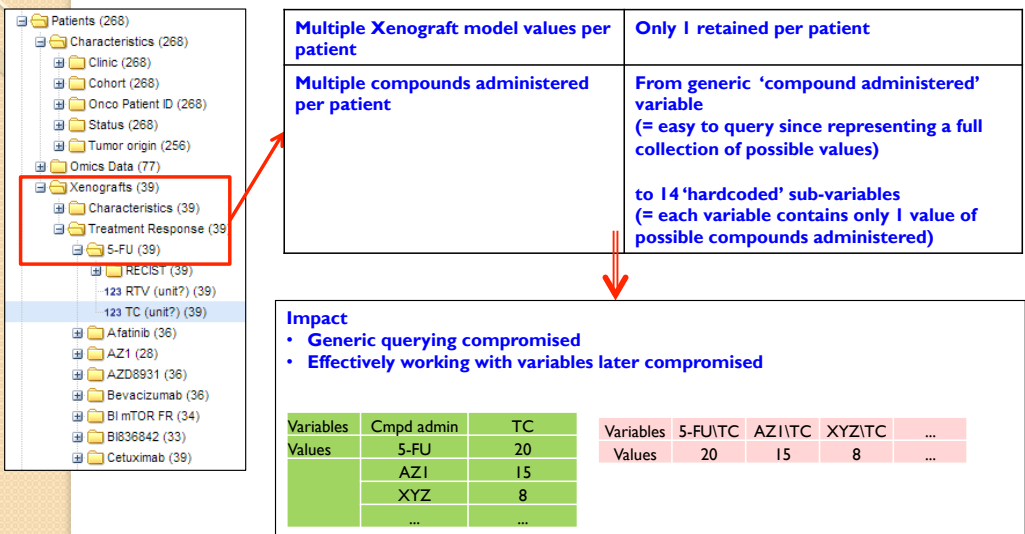 Patients (268)
Characteristics (268)
Clinic (268)
Cohort (268)
Onco Patient ID (268)
Status (268)
Tumor origin (256)
Omics Data (77)
Xenografts (39)
Characteristics (39)
Treatment Response (39
5-FU (39)
RECIST (39)
123 RTV (unit?) (39)
123 TC (unit?) (39)
Afatinib (36)
AZ1 (28)
AZD8931 (36)
Bevacizumab (36)
BI mTOR FR (34)
BI836842 (33)
Cetuximab (39)
Multiple Xenograft model values per
patient
Only 1 retained per patient
Multiple compounds administered
per patient
From generic ‘compound administered’
variable
(= easy to query since representing a full
collection of possible values)
to 14 ‘hardcoded’ sub-variables
(= each variable contains only 1 value of
possible compounds administered)
Impact
• Generic querying compromised
• Effectively working with variables later compromised
Variables Cmpd admin TC
Values 5-FU 20
AZ1 15
XYZ 8
... ...
Variables 5-FU\TC AZ1\TC XYZ\TC ...
Values 20 15 8 ...